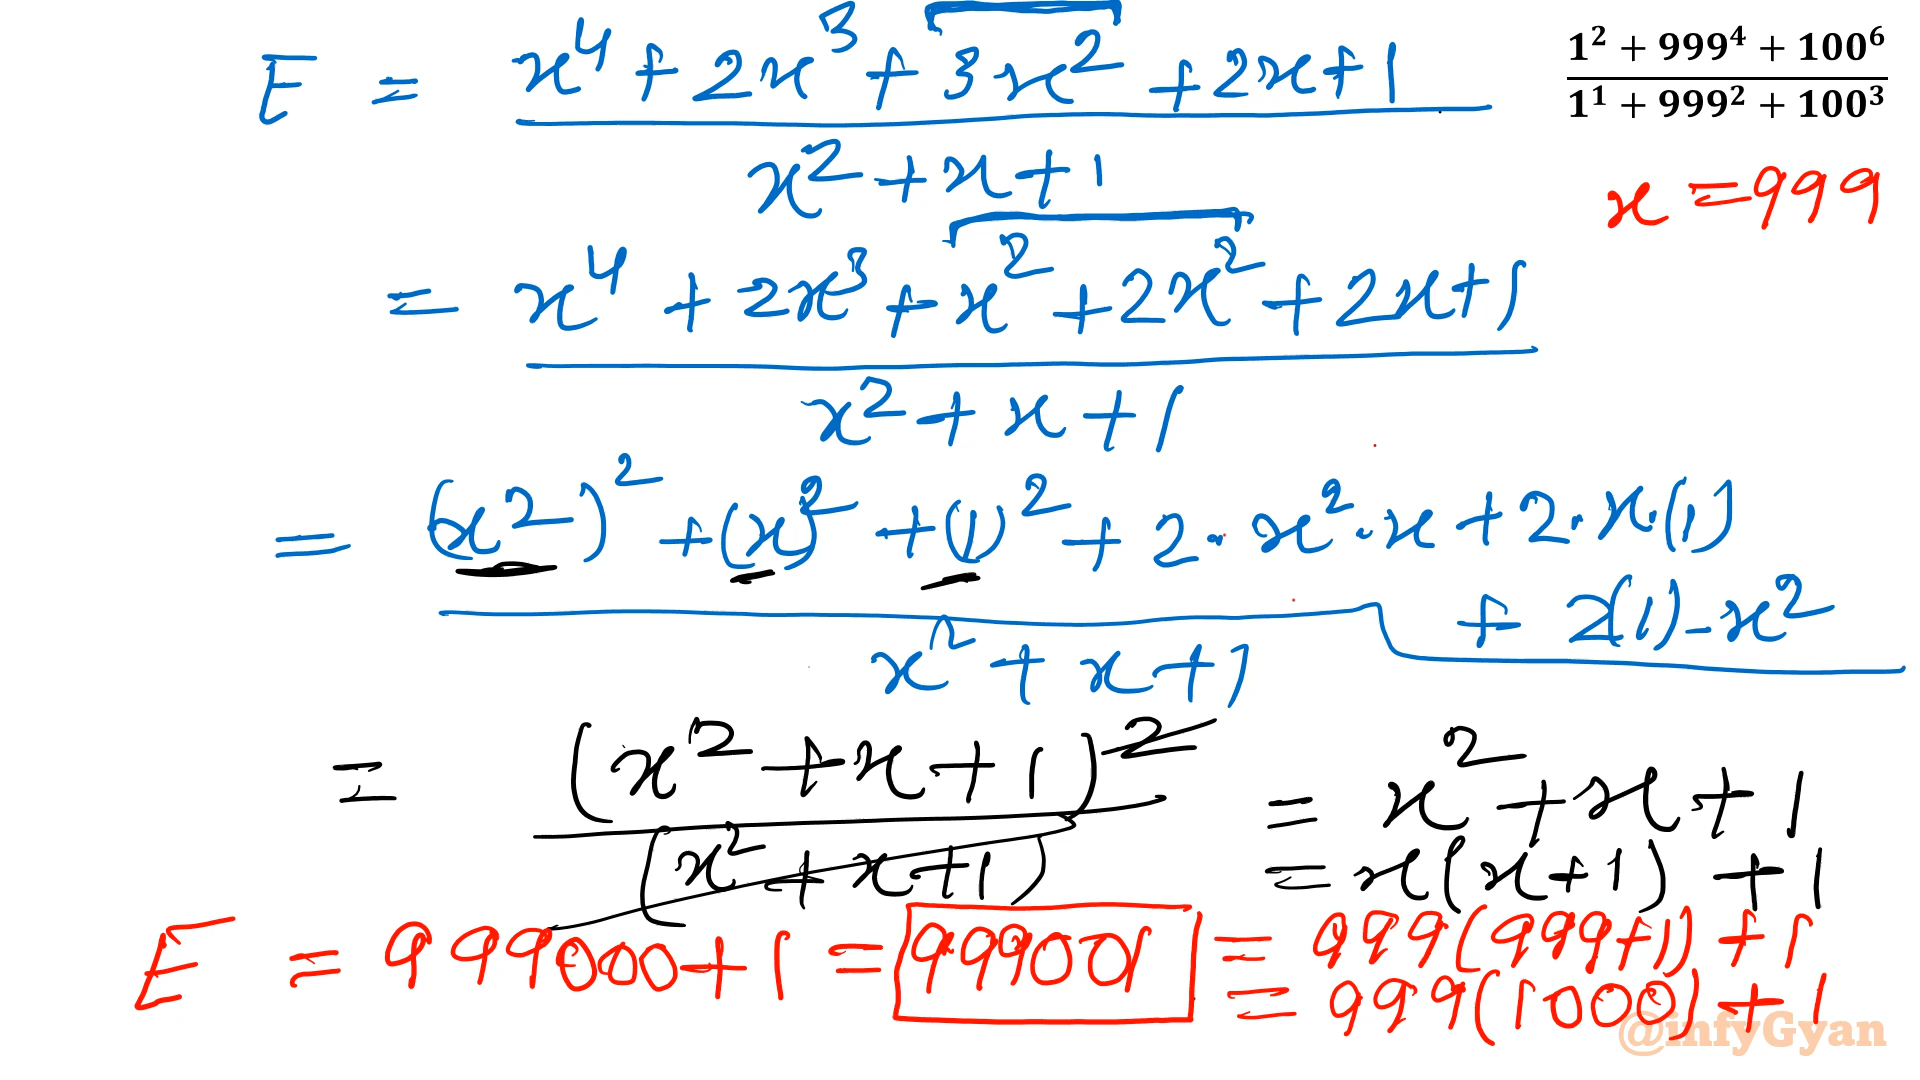 E = x⁴ + 2x³ + 3x² + 2x + 1
x² + x + 1
1² + 999⁴ + 100⁶
1¹ + 999² + 100³
x = 999
= x⁴ + 2x³ + x² + 2x² + 2x + 1
x² + x + 1
= (x²)² + (x)² + (1)² + 2·x²·x + 2·x·(1)
+ 2(1)·x²
x² + x + 1
= (x² + x + 1)²
(x² + x + 1)
= x² + x + 1
= x(x + 1) + 1
= 999(999+1) + 1
= 999(1000) + 1
E = 999000 + 1 = 999001
@infyGyan